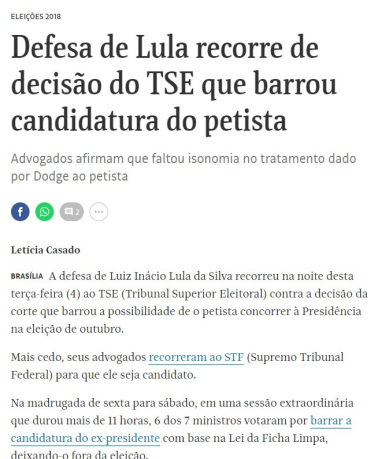 ELEIÇÕES 2018
Defesa de Lula recorre de
decisão do TSE que barrou
candidatura do petista
Advogados afirmam que faltou isonomia no tratamento dado
por Dodge ao petista
2
Letícia Casado
BRASÍLIA A defesa de Luiz Inácio Lula da Silva recorreu na noite desta
terça-feira (4) ao TSE (Tribunal Superior Eleitoral) contra a decisão da
corte que barrou a possibilidade de o petista concorrer à Presidência
na eleição de outubro.
Mais cedo, seus advogados recorreram ao STF (Supremo Tribunal
Federal) para que ele seja candidato.
Na madrugada de sexta para sábado, em uma sessão extraordinária
que durou mais de 11 horas, 6 dos 7 ministros votaram por barrar a
candidatura do ex-presidente com base na Lei da Ficha Limpa,
deixando-o fora da eleição.